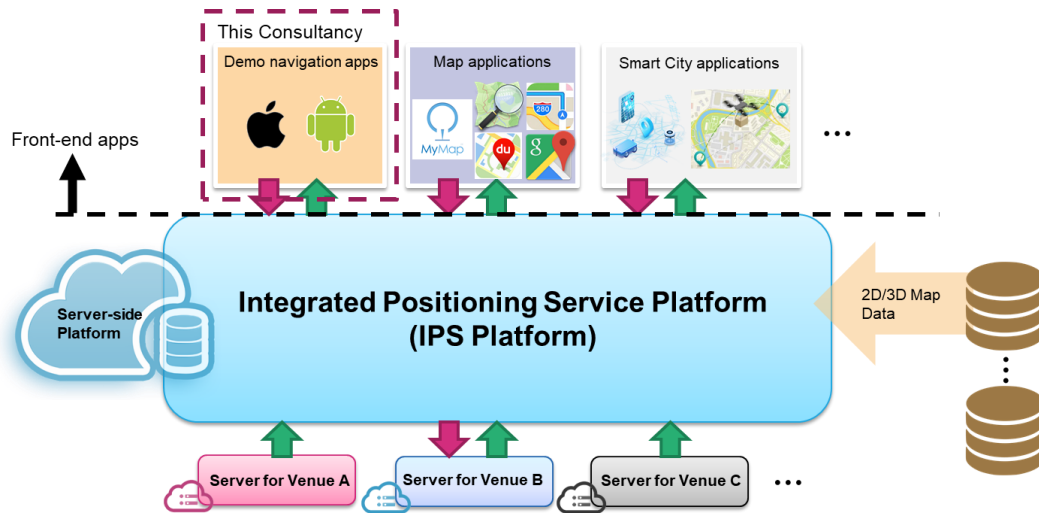 This Consultancy
Demo navigation apps
Map applications
Smart City applications
MyMap
280
A
du
g
...
Front-end apps
Server-side
Platform
Integrated Positioning Service Platform
(IPS Platform)
2D/3D Map
Data
Server for Venue A
Server for Venue B
Server for Venue C
...